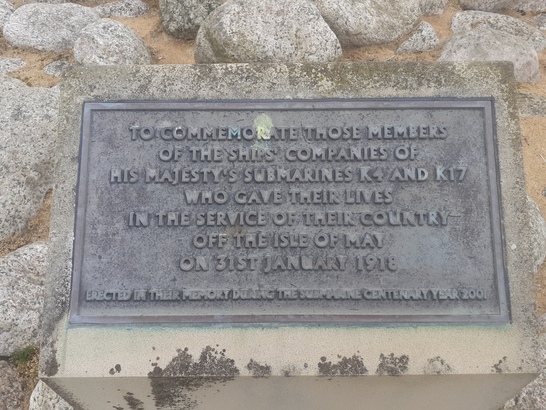 TO COMMEMORATE THOSE MEMBERS
OF THE SHIPS' COMPANIES OF
HIS MAJESTY'S SUBMARINES K4 AND K17
WHO GAVE THEIR LIVES
IN THE SERVICE OF THEIR COUNTRY
OFF THE ISLE OF MAY
ON 31ST JANUARY 1918
ERECTED IN THEIR MEMORY DURING THE SUBMARINE CENTENARY YEAR 2001